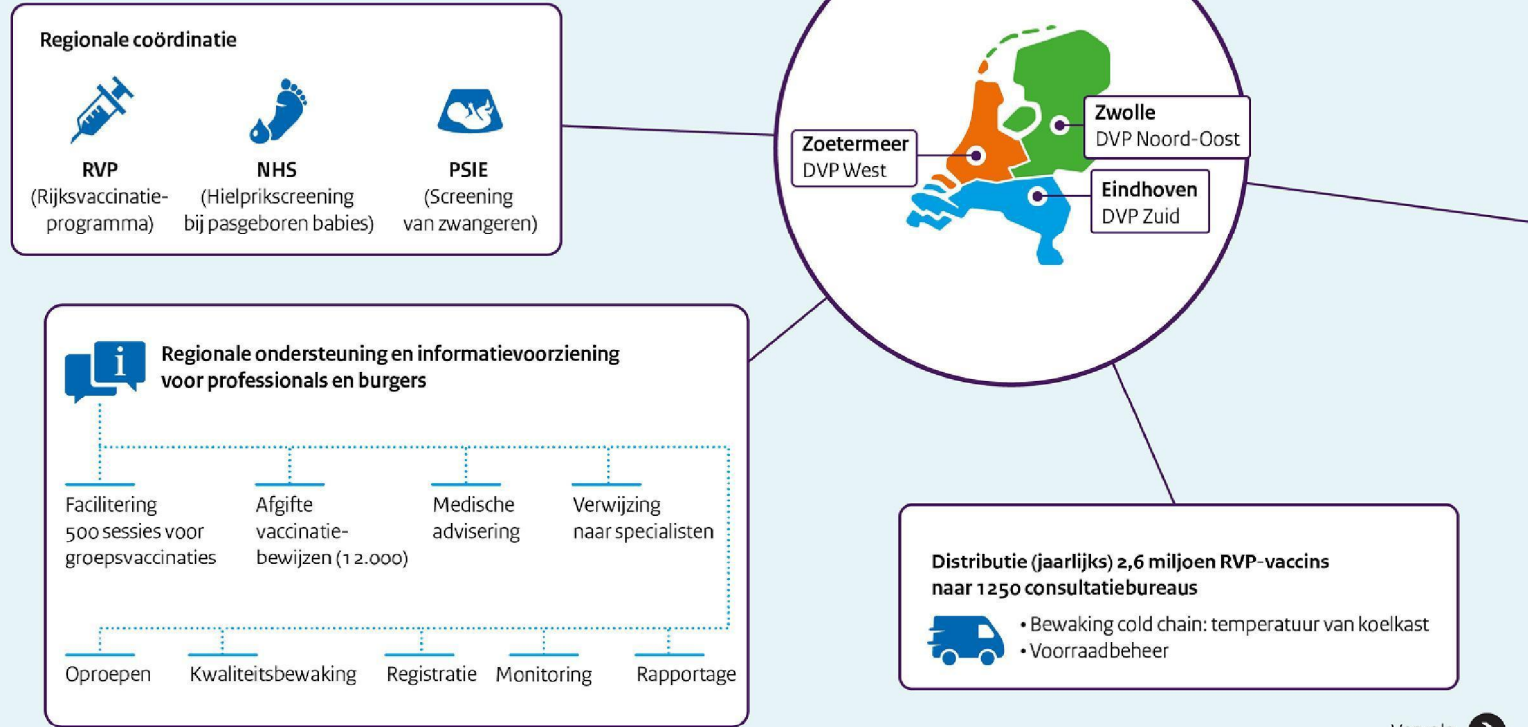 Regionale coördinatie
RVP
(Rijksvaccinatie-
programma)
NHS
(Hielprikscreening
bij pasgeboren babies)
PSIE
(Screening
van zwangeren)
Zoetermeer
DVP West
Zwolle
DVP Noord-Oost
Eindhoven
DVP Zuid
i
Regionale ondersteuning en informatievoorziening
voor professionals en burgers
Facilitering
500 sessies voor
groepsvaccinaties
Afgifte
vaccinatie-
bewijzen (12.000)
Medische
advisering
Verwijzing
naar specialisten
Oproepen
Kwaliteitsbewaking
Registratie
Monitoring
Rapportage
Distributie (jaarlijks) 2,6 miljoen RVP-vaccins
naar 1250 consultatiebureaus
• Bewaking cold chain: temperatuur van koelkast
• Voorraadbeheer